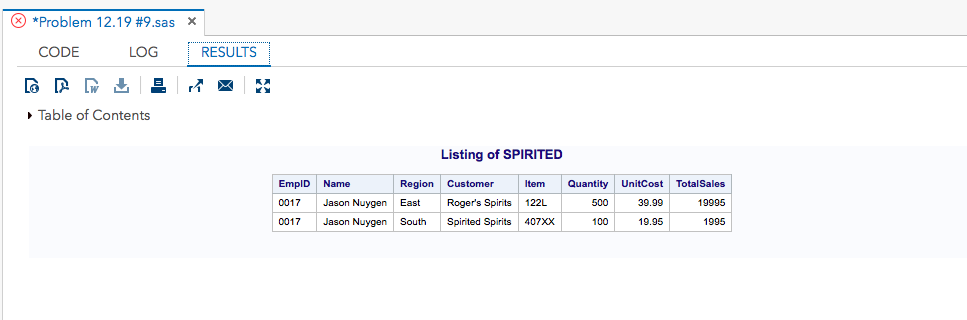 *Problem 12.19 #9.sas ×
CODE LOG RESULTS
Table of Contents
Listing of SPIRITED
EmpID Name Region Customer Item Quantity UnitCost TotalSales
0017 Jason Nuygen East Roger's Spirits 122L 500 39.99 19995
0017 Jason Nuygen South Spirited Spirits 407XX 100 19.95 1995